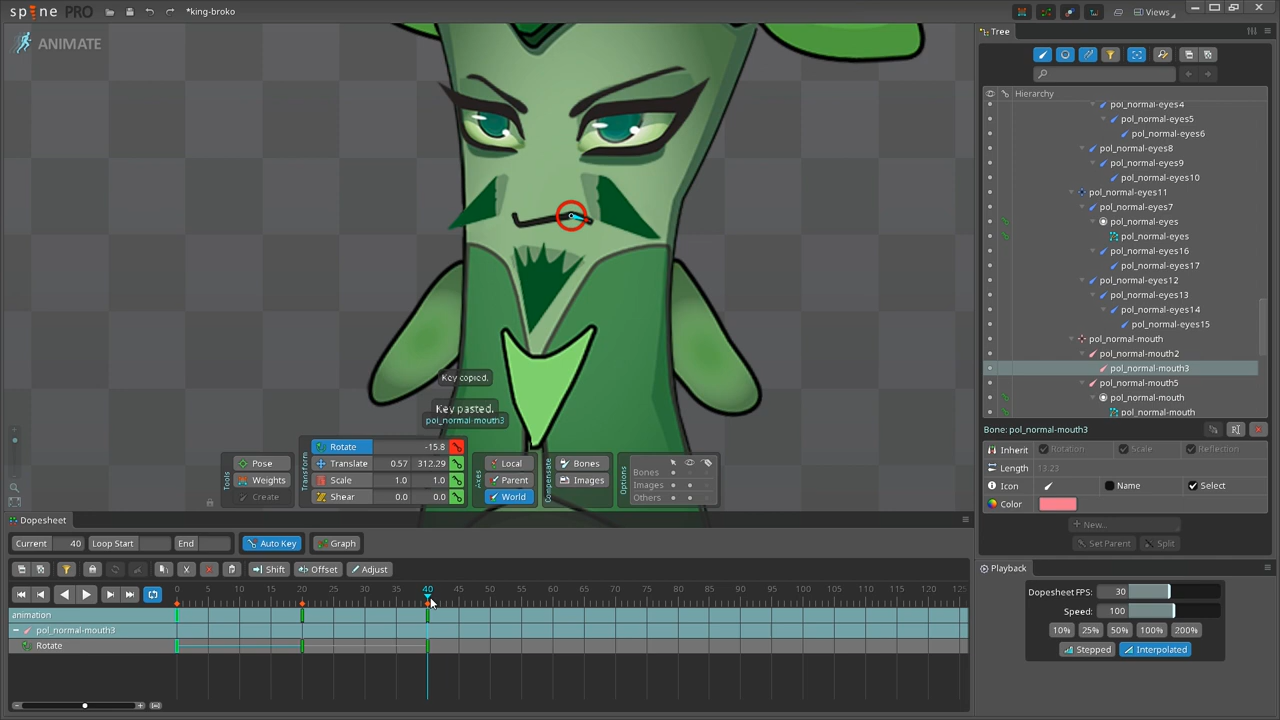 spine PRO
*king-broko
Views
ANIMATE
Tree
Hierarchy
pol_normal-eyes4
pol_normal-eyes5
pol_normal-eyes6
pol_normal-eyes8
pol_normal-eyes9
pol_normal-eyes10
pol_normal-eyes11
pol_normal-eyes7
pol_normal-eyes
pol_normal-eyes
pol_normal-eyes16
pol_normal-eyes17
pol_normal-eyes12
pol_normal-eyes13
pol_normal-eyes14
pol_normal-eyes15
pol_normal-mouth
pol_normal-mouth2
pol_normal-mouth3
pol_normal-mouth5
pol_normal-mouth
pol_normal-mouth
Key copied.
Key pasted.
pol_normal-mouth3
Tools
Pose
Weights
Create
Transform
Rotate -15.8
Translate 0.57 312.29
Scale 1.0 1.0
Shear 0.0 0.0
Axes
Local
Parent
World
Compensate
Bones
Images
Options
Bones
Images
Others
Bone: pol_normal-mouth3
Inherit Rotation Scale Reflection
Length 13.23
Icon Name Select
Color
New...
Set Parent Split
Dopesheet
Current 40 Loop Start End Auto Key Graph
Shift Offset Adjust
0 5 10 15 20 25 30 35 40 45 50 55 60 65 70 75 80 85 90 95 100 105 110 115 120 125
animation
pol_normal-mouth3
Rotate
Playback
Dopesheet FPS: 30
Speed: 100
10% 25% 50% 100% 200%
Stepped Interpolated